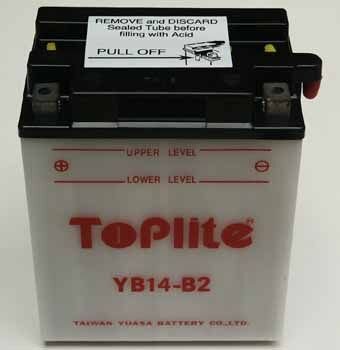 REMOVE and DISCARD
Sealed Tube before
filling with Acid
PULL OFF
UPPER LEVEL
LOWER LEVEL
TOPlite®
YB14-B2
TAIWAN YUASA BATTERY CO.,LTD.